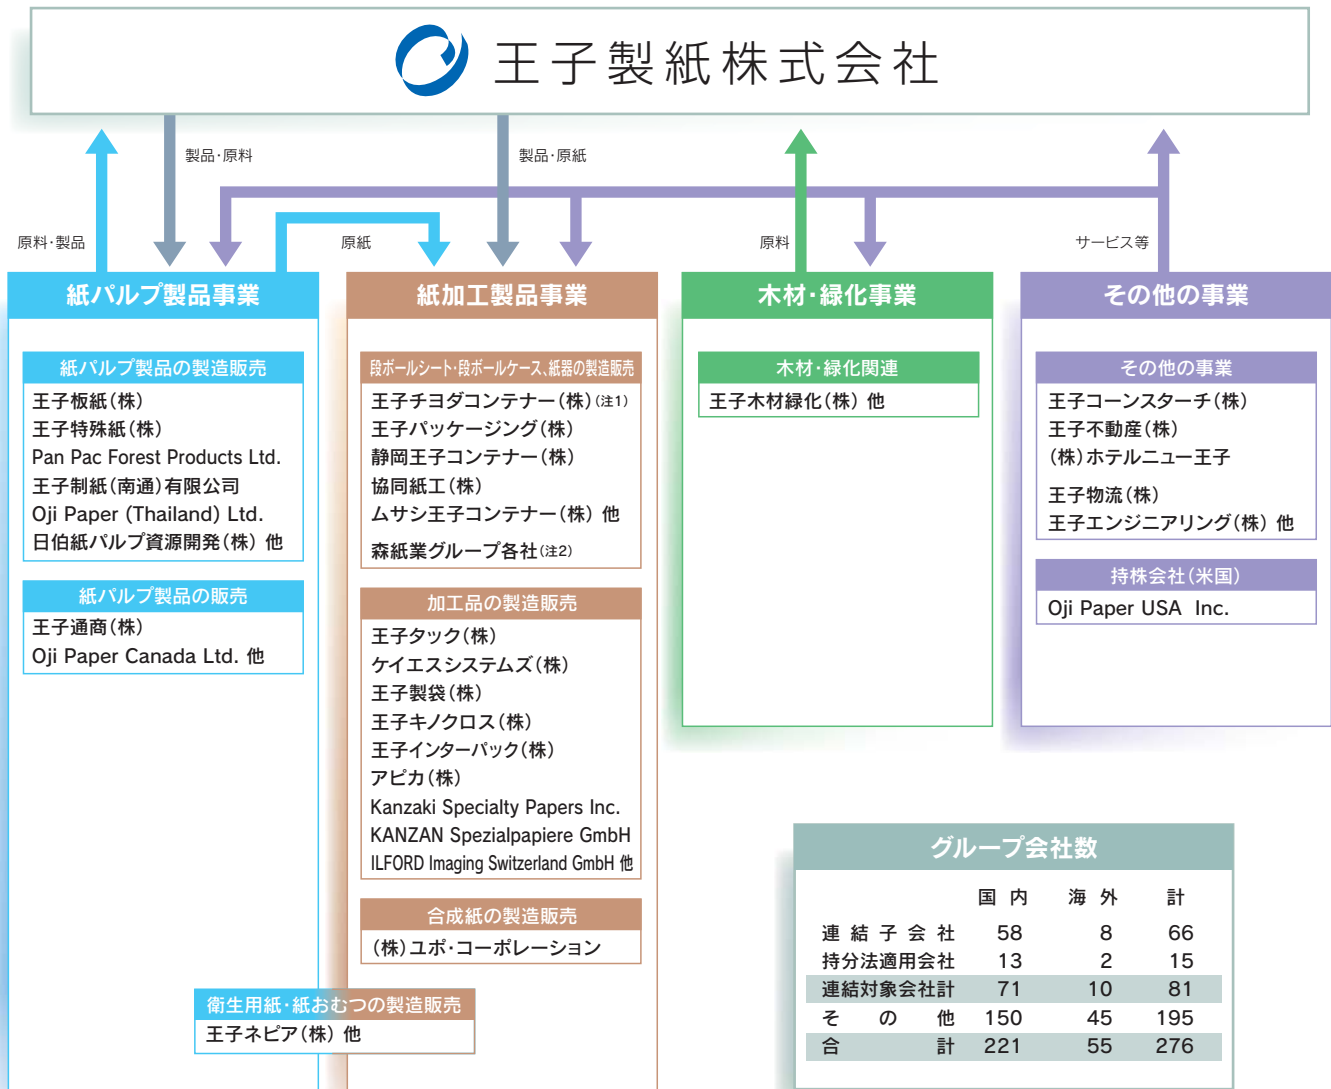 王子製紙株式会社
製品・原料
製品・原紙
原料・製品
原紙
原料
サービス等
紙パルプ製品事業
紙パルプ製品の製造販売
王子板紙(株)
王子特殊紙(株)
Pan Pac Forest Products Ltd.
王子制紙(南通)有限公司
Oji Paper (Thailand) Ltd.
日伯紙パルプ資源開発(株) 他
紙パルプ製品の販売
王子通商(株)
Oji Paper Canada Ltd. 他
紙加工製品事業
段ボールシート・段ボールケース、紙器の製造販売
王子チヨダコンテナー(株)(注1)
王子パッケージング(株)
静岡王子コンテナー(株)
協同紙工(株)
ムサシ王子コンテナー(株) 他
森紙業グループ各社(注2)
加工品の製造販売
王子タック(株)
ケイエスシステムズ(株)
王子製袋(株)
王子キノクロス(株)
王子インターパック(株)
アピカ(株)
Kanzaki Specialty Papers Inc.
KANZAN Spezialpapiere GmbH
ILFORD Imaging Switzerland GmbH 他
合成紙の製造販売
(株)ユポ・コーポレーション
衛生用紙・紙おむつの製造販売
王子ネピア(株) 他
木材・緑化事業
木材・緑化関連
王子木材緑化(株) 他
その他の事業
その他の事業
王子コーンスターチ(株)
王子不動産(株)
(株)ホテルニュー王子
王子物流(株)
王子エンジニアリング(株) 他
持株会社(米国)
Oji Paper USA Inc.
グループ会社数
国内 海外 計
連結子会社 58 8 66
持分法適用会社 13 2 15
連結対象会社計 71 10 81
その他 150 45 195
合計 221 55 276